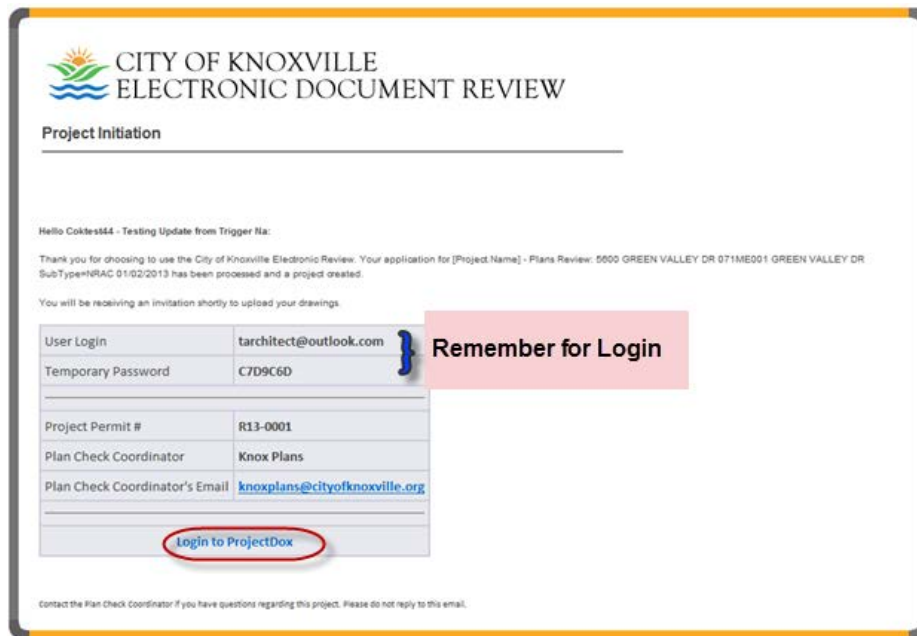 CITY OF KNOXVILLE
ELECTRONIC DOCUMENT REVIEW
Project Initiation
Hello Coktest44 - Testing Update from Trigger Na:
Thank you for choosing to use the City of Knoxville Electronic Review. Your application for [Project Name] - Plans Review: 5600 GREEN VALLEY DR 071ME001 GREEN VALLEY DR
SubType=NRAC 01/02/2013 has been processed and a project created.
You will be receiving an invitation shortly to upload your drawings.
User Login tarchitect@outlook.com
Temporary Password C7D9C6D
Remember for Login
Project Permit # R13-0001
Plan Check Coordinator Knox Plans
Plan Check Coordinator's Email knoxplans@cityofknoxville.org
Login to ProjectDox
Contact the Plan Check Coordinator if you have questions regarding this project. Please do not reply to this email.